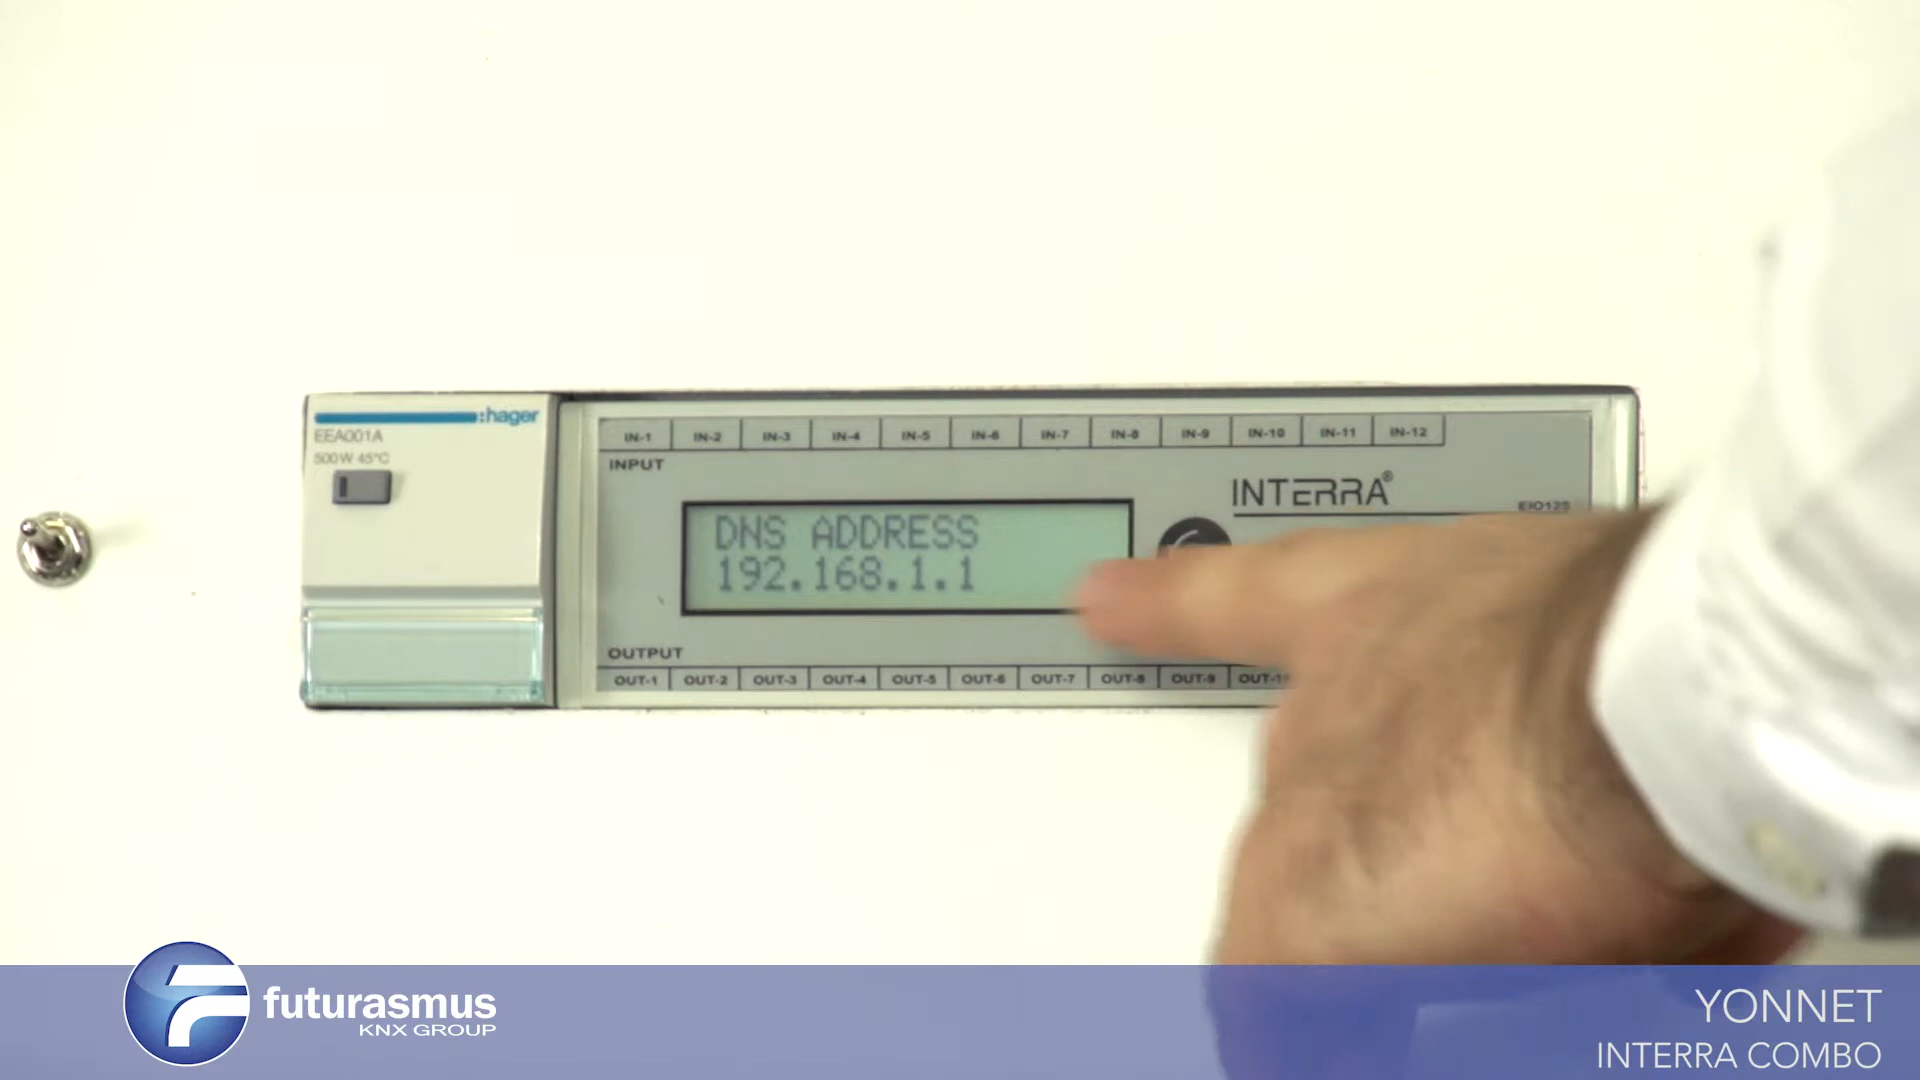 :hager
EEA001A
500W 45°C
IN-1 IN-2 IN-3 IN-4 IN-5 IN-6 IN-7 IN-8 IN-9 IN-10 IN-11 IN-12
INPUT
INTERRA®
EIO125
DNS ADDRESS
192.168.1.1
OUTPUT
OUT-1 OUT-2 OUT-3 OUT-4 OUT-5 OUT-6 OUT-7 OUT-8 OUT-9
futurasmus
KNX GROUP
YONNET
INTERRA COMBO